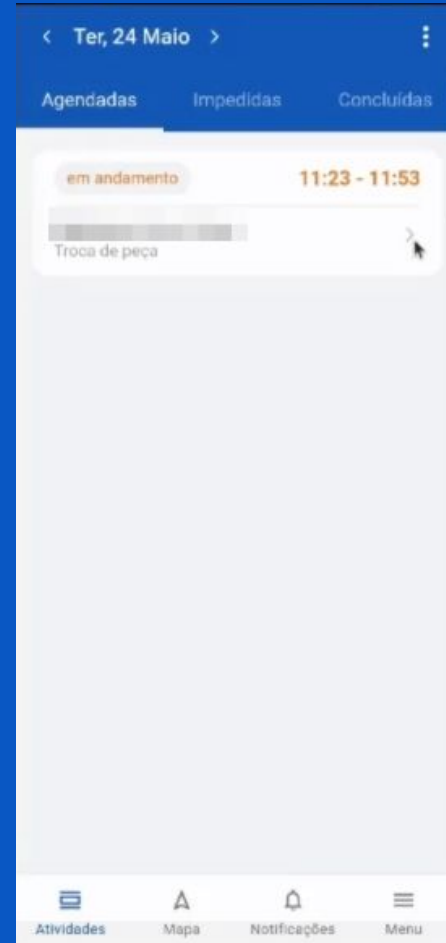 Ter, 24 Maio
Agendadas Impedidas Concluídas
em andamento 11:23 - 11:53
Troca de peça
Atividades Mapa Notificações Menu